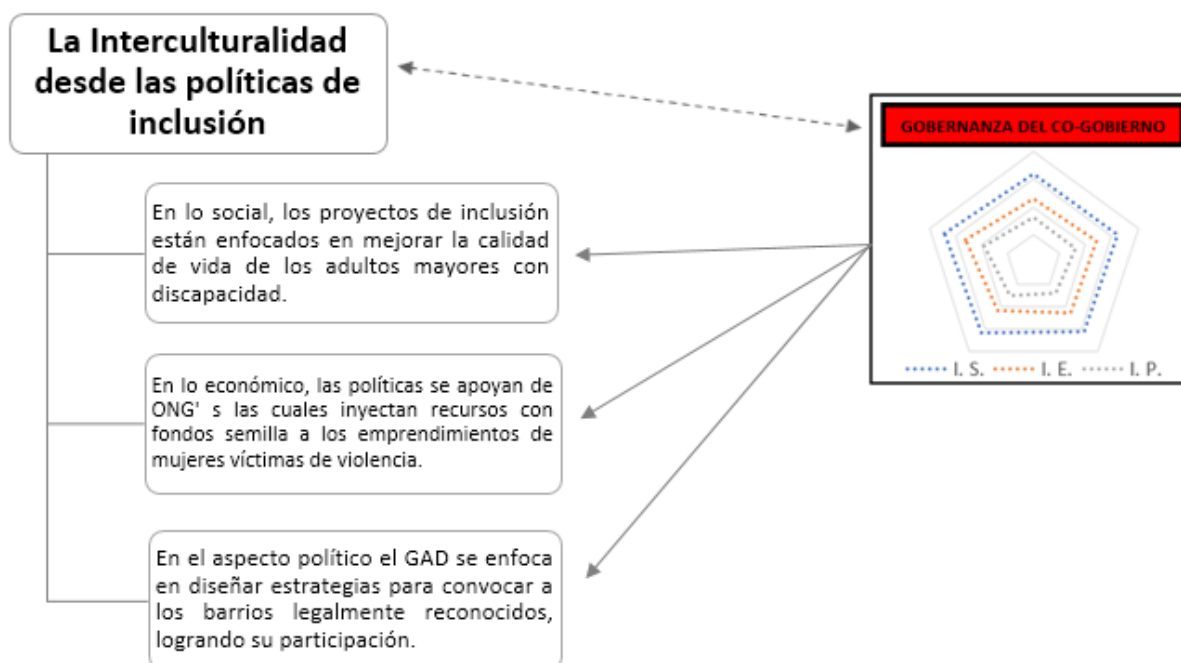 La Interculturalidad
desde las políticas de
inclusión
GOBERNANZA DEL CO-GOBIERNO
En lo social, los proyectos de inclusión
están enfocados en mejorar la calidad
de vida de los adultos mayores con
discapacidad.
I. S.
I. E.
I. P.
En lo económico, las políticas se apoyan de
ONG' s las cuales inyectan recursos con
fondos semilla a los emprendimientos de
mujeres víctimas de violencia.
En el aspecto político el GAD se enfoca
en diseñar estrategias para convocar a
los barrios legalmente reconocidos,
logrando su participación.